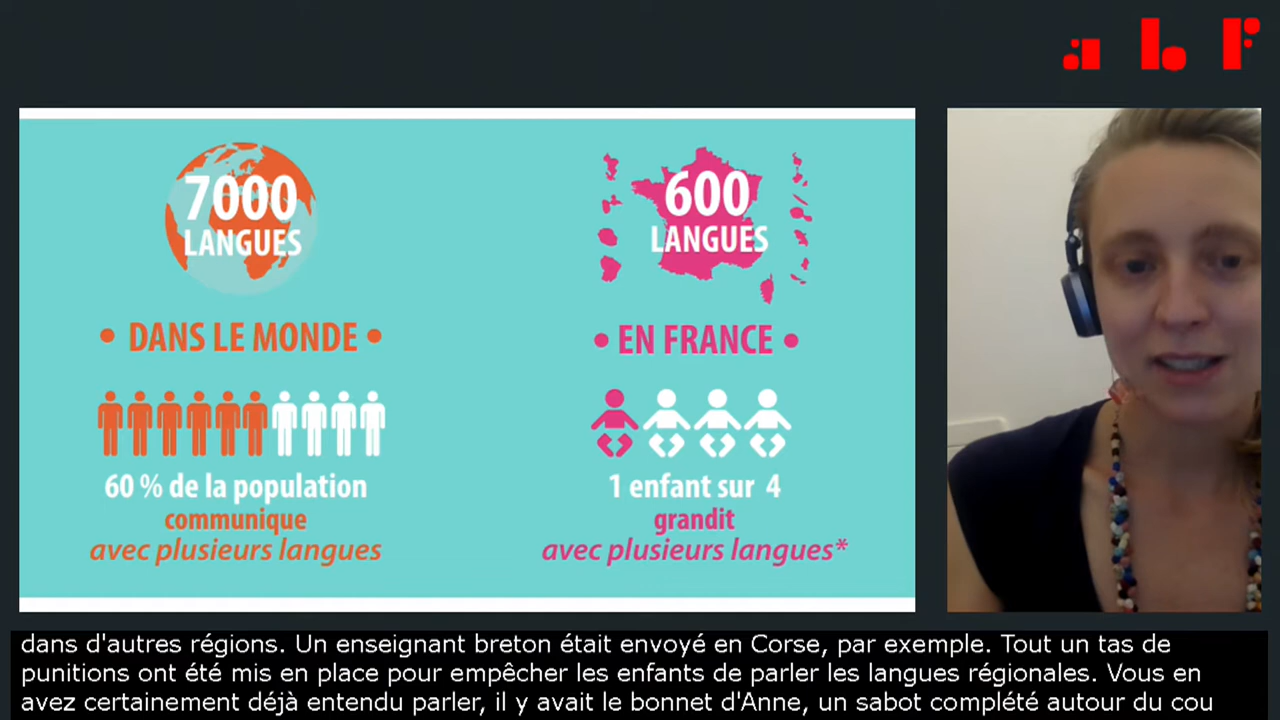 abF
7000
LANGUES
• DANS LE MONDE •
60 % de la population
communique
avec plusieurs langues
600
LANGUES
• EN FRANCE •
1 enfant sur 4
grandit
avec plusieurs langues*
dans d'autres régions. Un enseignant breton était envoyé en Corse, par exemple. Tout un tas de
punitions ont été mis en place pour empêcher les enfants de parler les langues régionales. Vous en
avez certainement déjà entendu parler, il y avait le bonnet d'Anne, un sabot complété autour du cou